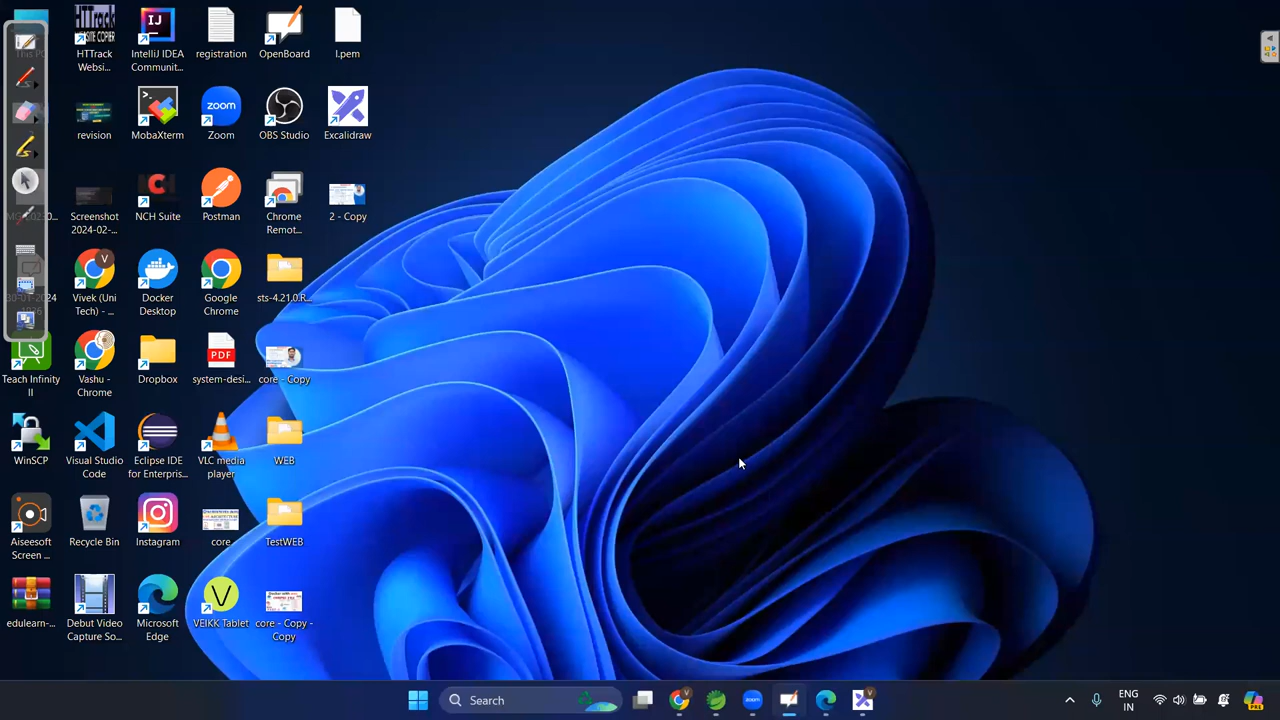 HTTrack
Websi...
IntelliJ IDEA
Communit...
registration
OpenBoard
l.pem
revision
MobaXterm
Zoom
OBS Studio
Excalidraw
Screenshot
2024-02-...
NCH Suite
Postman
Chrome
Remot...
2 - Copy
Vivek (Uni
Tech) - ...
Docker
Desktop
Google
Chrome
sts-4.21.0.R...
Teach Infinity
II
Vashu -
Chrome
Dropbox
system-desi...
core - Copy
WinSCP
Visual Studio
Code
Eclipse IDE
for Enterpris...
VLC media
player
WEB
Aiseesoft
Screen ...
Recycle Bin
Instagram
core
TestWEB
edulearn-...
Debut Video
Capture So...
Microsoft
Edge
VEIKK Tablet
core - Copy -
Copy
Search
ENG
IN